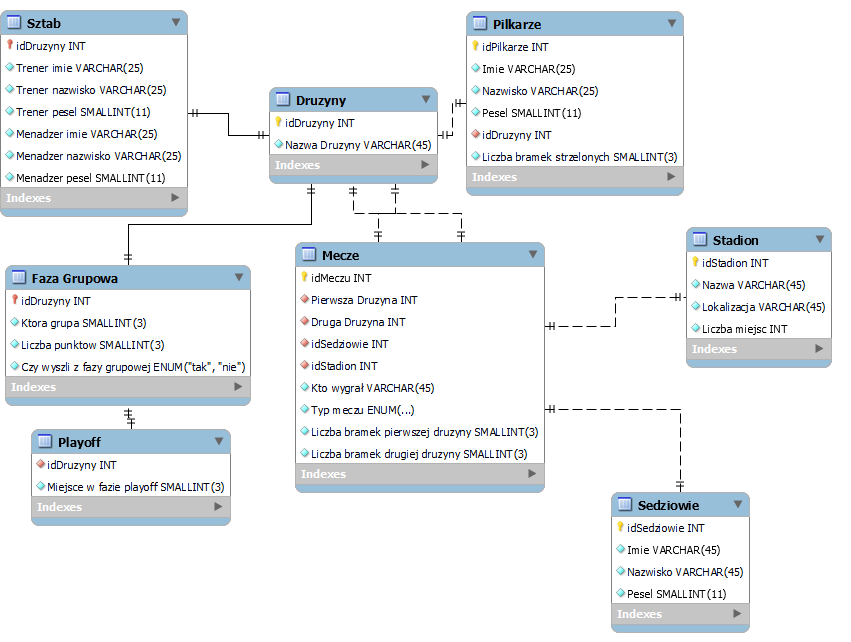 Sztab
idDruzyny INT
Trener imie VARCHAR(25)
Trener nazwisko VARCHAR(25)
Trener pesel SMALLINT(11)
Menadzer imie VARCHAR(25)
Menadzer nazwisko VARCHAR(25)
Menadzer pesel SMALLINT(11)
Indexes
Druzyny
idDruzyny INT
Nazwa Druzyny VARCHAR(45)
Indexes
Pilkarze
idPilkarze INT
Imie VARCHAR(25)
Nazwisko VARCHAR(25)
Pesel SMALLINT(11)
idDruzyny INT
Liczba bramek strzelonych SMALLINT(3)
Indexes
Faza Grupowa
idDruzyny INT
Ktora grupa SMALLINT(3)
Liczba punktow SMALLINT(3)
Czy wyszli z fazy grupowej ENUM("tak", "nie")
Indexes
Mecze
idMeczu INT
Pierwsza Druzyna INT
Druga Druzyna INT
idSedziowie INT
idStadion INT
Kto wygrał VARCHAR(45)
Typ meczu ENUM(...)
Liczba bramek pierwszej druzyny SMALLINT(3)
Liczba bramek drugiej druzyny SMALLINT(3)
Indexes
Stadion
idStadion INT
Nazwa VARCHAR(45)
Lokalizacja VARCHAR(45)
Liczba miejsc INT
Indexes
Playoff
idDruzyny INT
Miejsce w fazie playoff SMALLINT(3)
Indexes
Sedziowie
idSedziowie INT
Imie VARCHAR(45)
Nazwisko VARCHAR(45)
Pesel SMALLINT(11)
Indexes